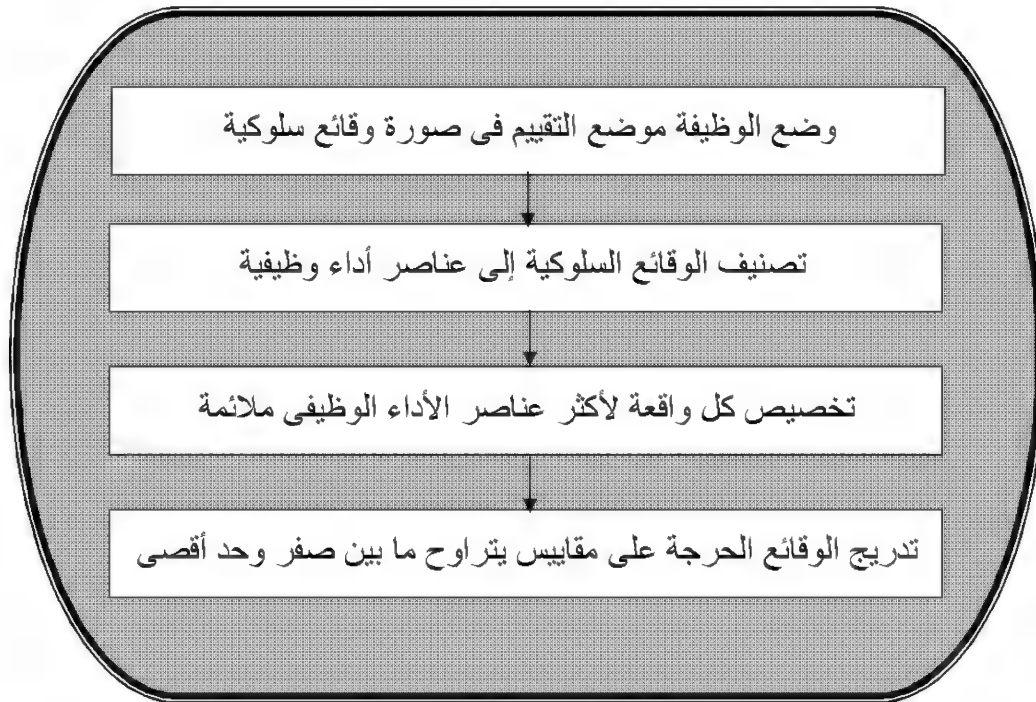 وضع الوظيفة موضع التقييم فى صورة وقائع سلوكية
تصنيف الوقائع السلوكية إلى عناصر أداء وظيفية
تخصيص كل واقعة لأكثر عناصر الأداء الوظيفى ملائمة
تدريج الوقائع الحرجة على مقاييس يتراوح ما بين صفر وحد أقصى